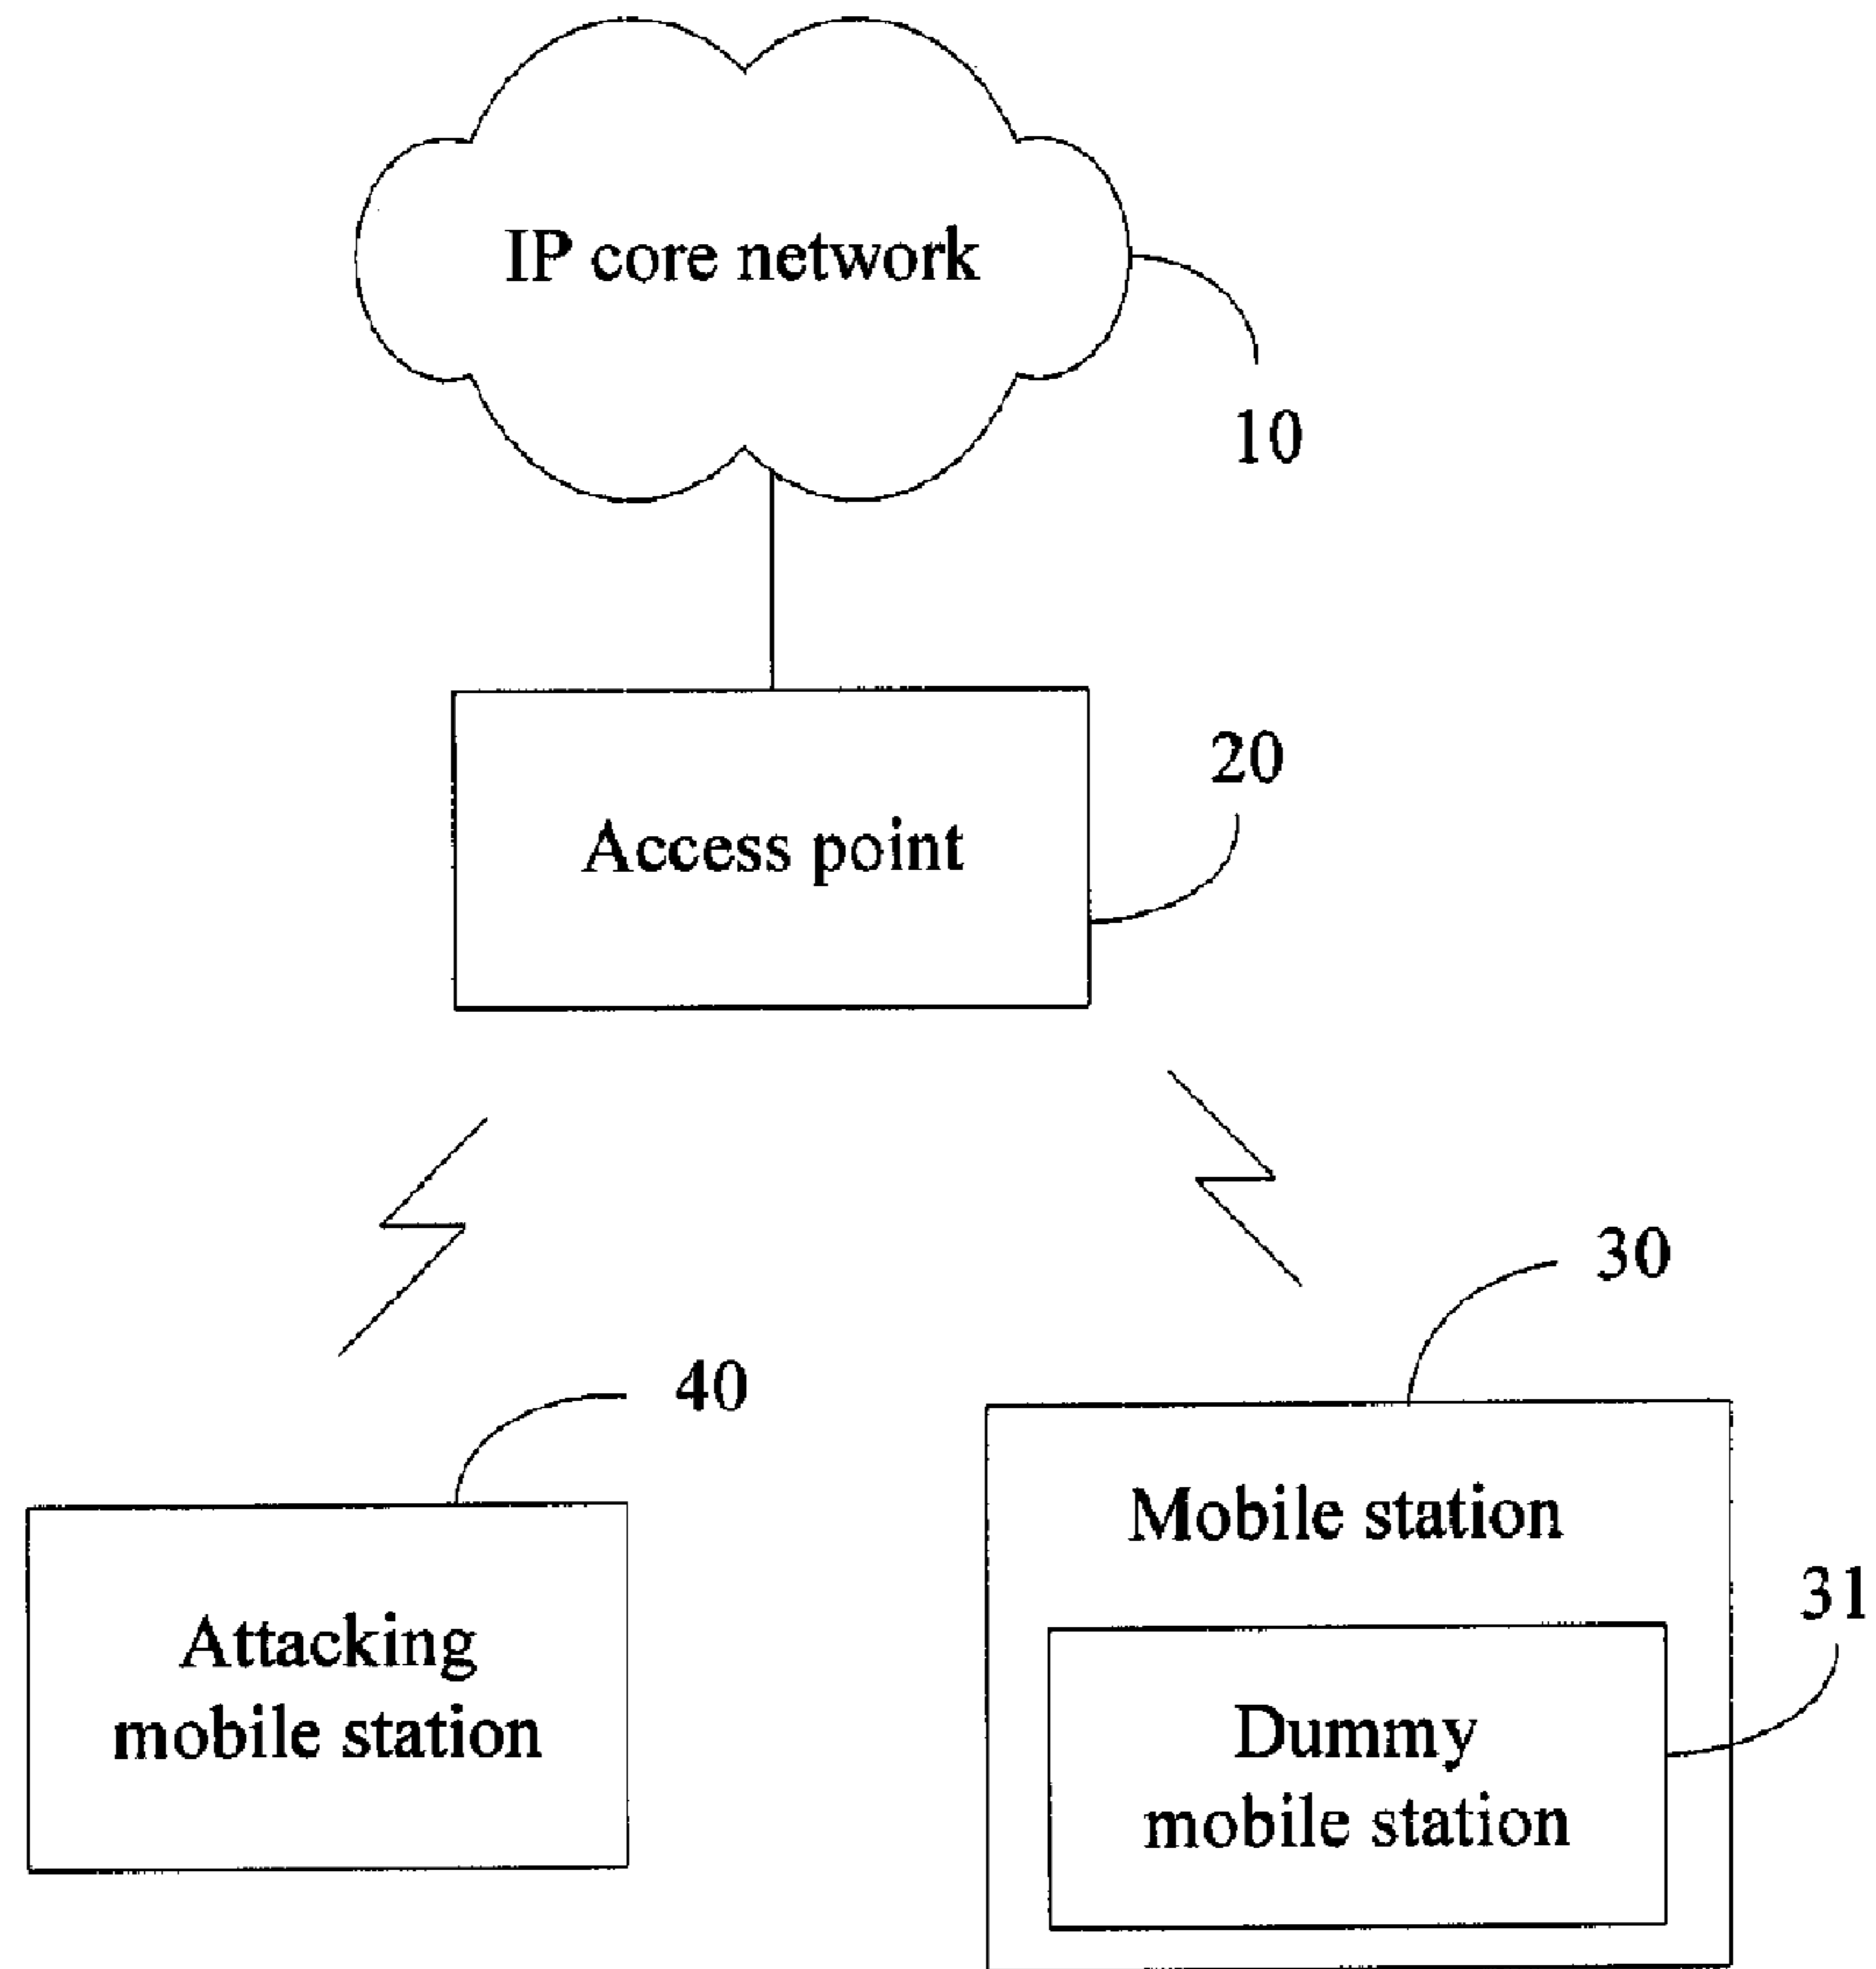 IP core network
10
20
Access point
30
40
Mobile station
31
Attacking
mobile station
Dummy
mobile station